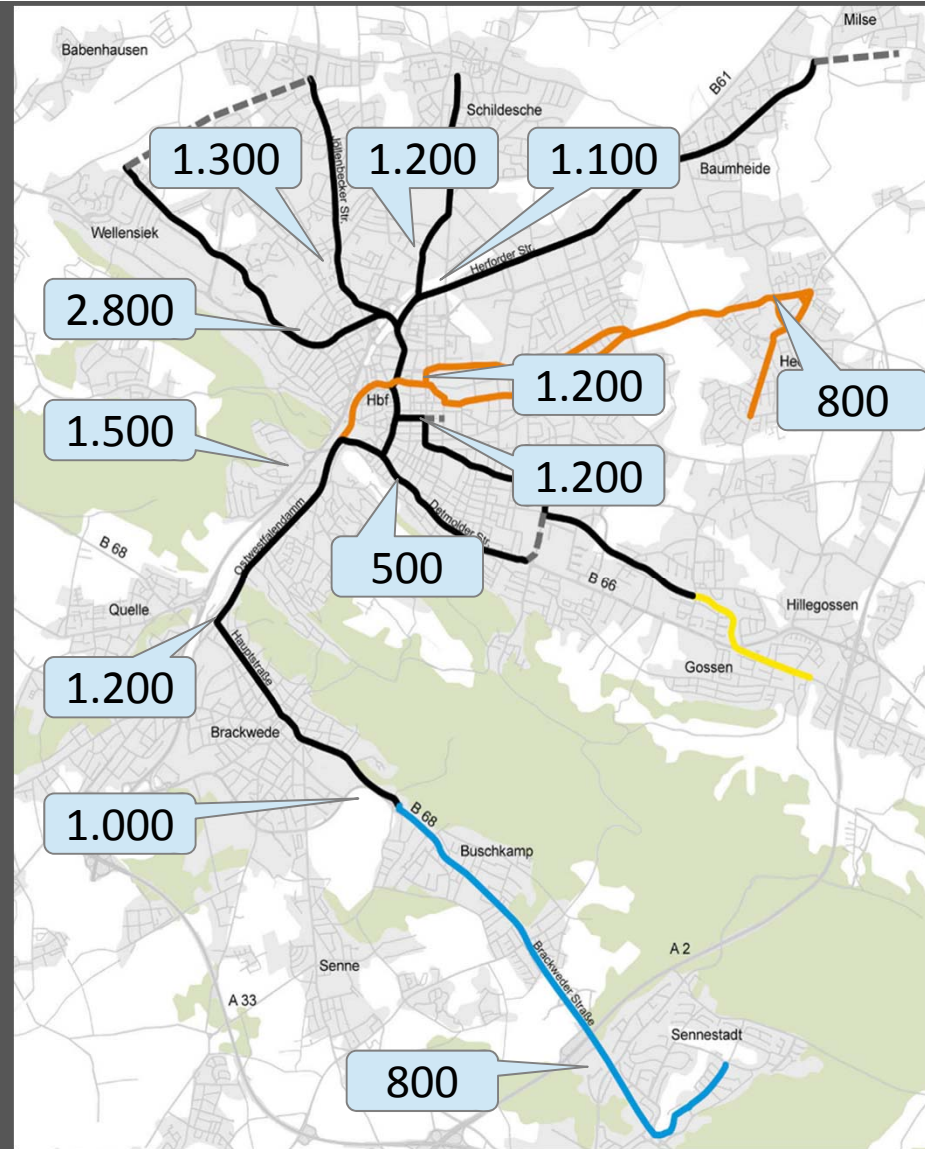 Milse
Babenhausen
B61
Schildesche
1.300
1.200
1.100
Jöllenbecker Str.
Baumheide
Wellensiek
Herforder Str.
2.800
Hbf
1.200
800
1.500
1.200
Ostwestfalendamm
Detmolder Str.
500
B 68
B 66
Quelle
Hillegossen
Hauptstraße
Gossen
1.200
Brackwede
1.000
B 68
Buschkamp
Brackweder Straße
A 2
Senne
A 33
Sennestadt
800